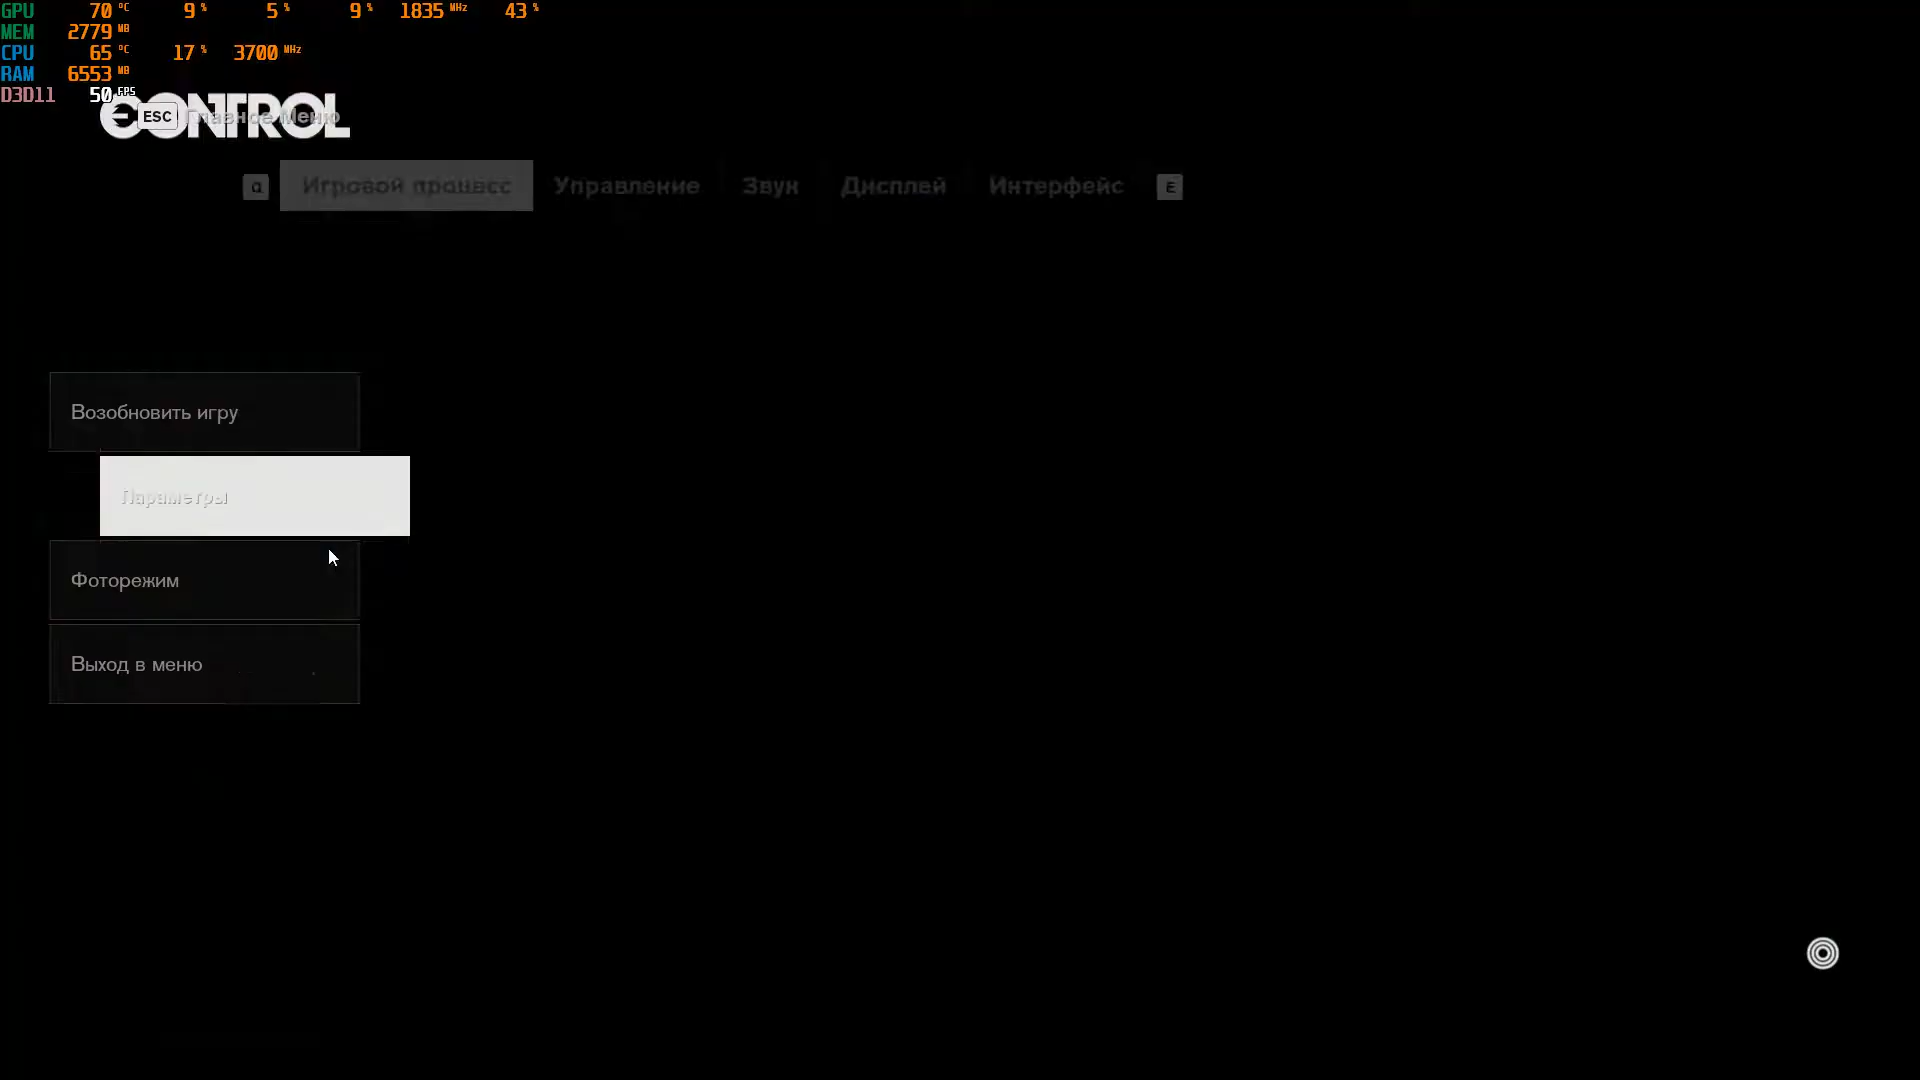 GPU 70 °C 9 % 5 % 9 % 1835 MHz 43 %
MEM 2779 MB
CPU 65 °C 17 % 3700 MHz
RAM 6553 MB
D3D11 50 FPS
CONTROL
ESC Главное Меню
Q Игровой процесс Управление Звук Дисплей Интерфейс E
Возобновить игру
Параметры
Фоторежим
Выход в меню